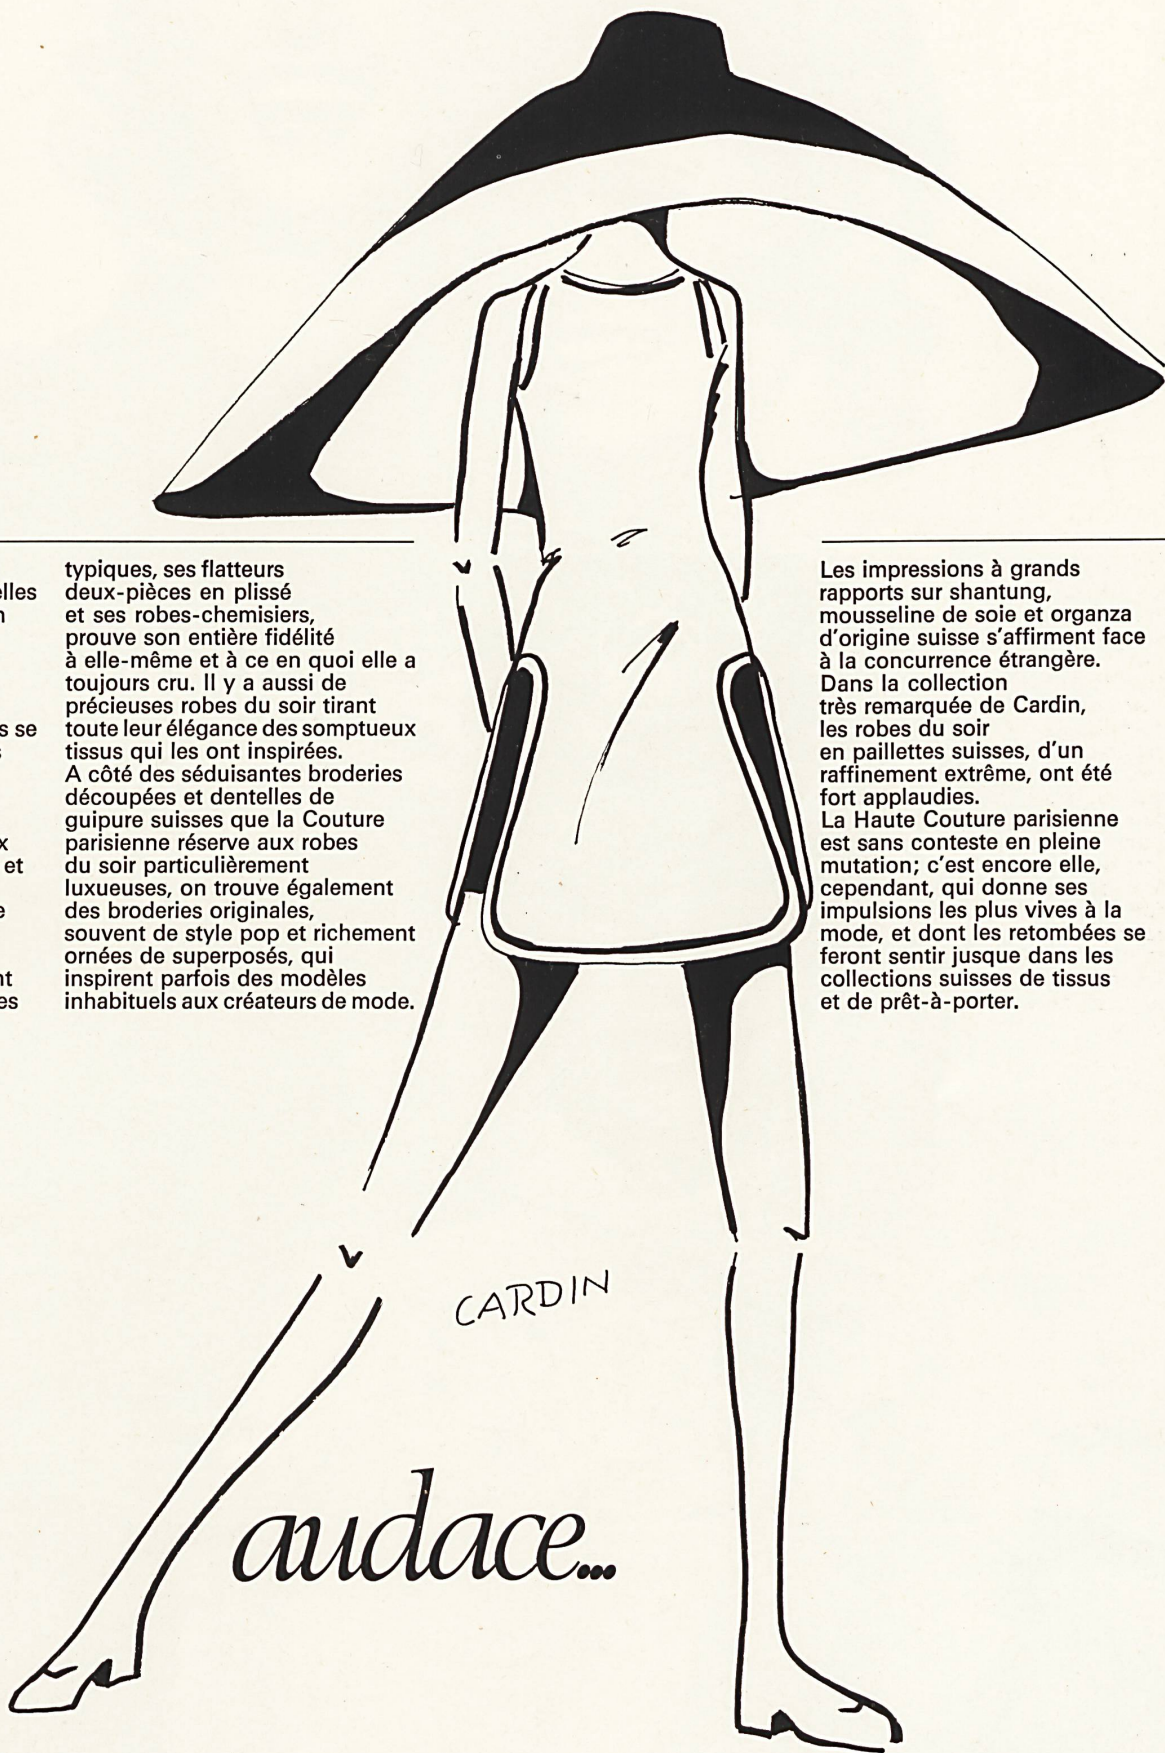 elles
n
s se
s
x
et
e
nt
es
typiques, ses flatteurs
deux-pièces en plissé
et ses robes-chemisiers,
prouve son entière fidélité
à elle-même et à ce en quoi elle a
toujours cru. Il y a aussi de
précieuses robes du soir tirant
toute leur élégance des somptueux
tissus qui les ont inspirées.
A côté des séduisantes broderies
découpées et dentelles de
guipure suisses que la Couture
parisienne réserve aux robes
du soir particulièrement
luxueuses, on trouve également
des broderies originales,
souvent de style pop et richement
ornées de superposés, qui
inspirent parfois des modèles
inhabituels aux créateurs de mode.
Les impressions à grands
rapports sur shantung,
mousseline de soie et organza
d'origine suisse s'affirment face
à la concurrence étrangère.
Dans la collection
très remarquée de Cardin,
les robes du soir
en paillettes suisses, d'un
raffinement extrême, ont été
fort applaudies.
La Haute Couture parisienne
est sans conteste en pleine
mutation; c'est encore elle,
cependant, qui donne ses
impulsions les plus vives à la
mode, et dont les retombées se
feront sentir jusque dans les
collections suisses de tissus
et de prêt-à-porter.
CARDIN
audace...